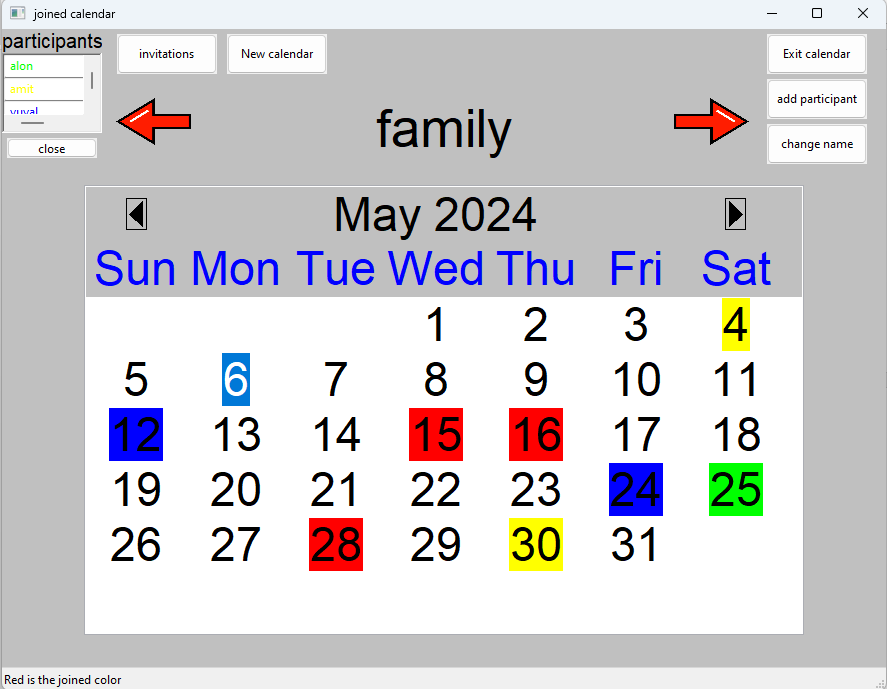 joined calendar
participants
alon
amit
yuval
close
invitations
New calendar
Exit calendar
add participant
change name
family
May 2024
Sun Mon Tue Wed Thu Fri Sat
1 2 3 4
5 6 7 8 9 10 11
12 13 14 15 16 17 18
19 20 21 22 23 24 25
26 27 28 29 30 31
Red is the joined color